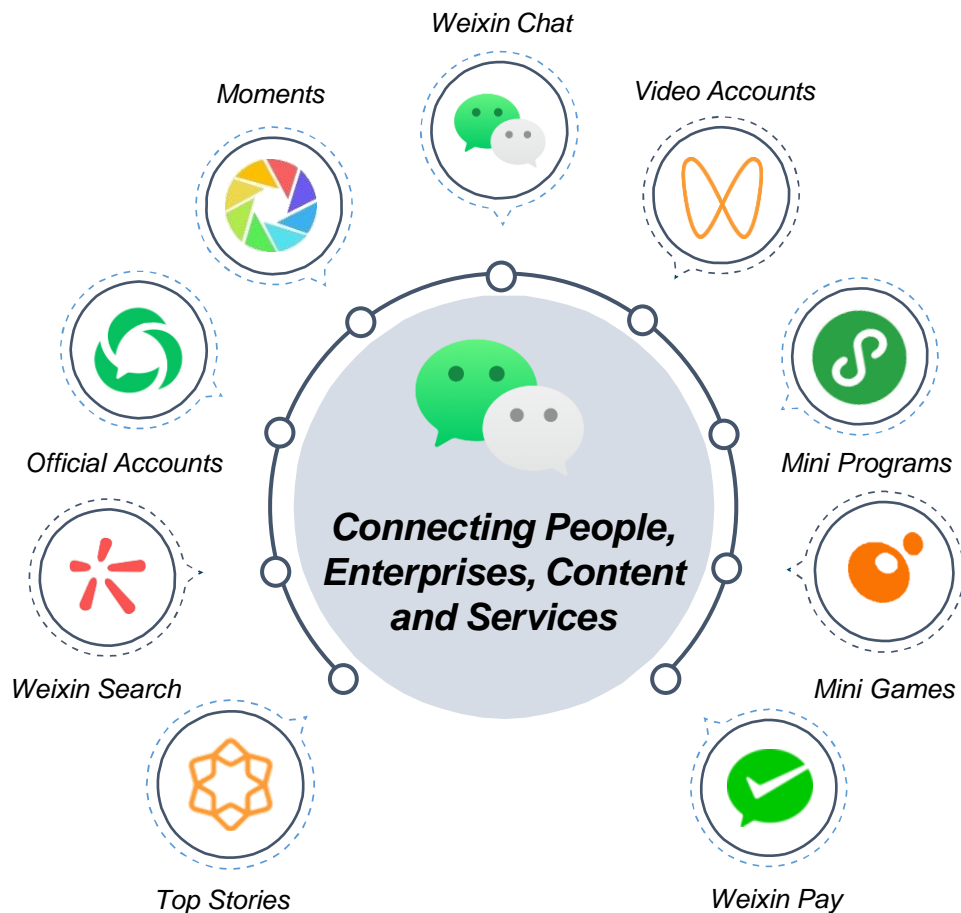 Weixin Chat
Moments
Video Accounts
Official Accounts
Mini Programs
Connecting People,
Enterprises, Content
and Services
Weixin Search
Mini Games
Top Stories
Weixin Pay